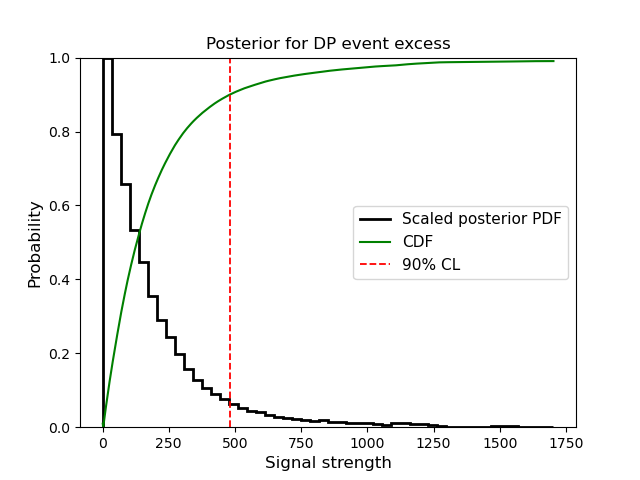 Posterior for DP event excess
Probability
1.0
0.8
0.6
0.4
0.2
0.0
Scaled posterior PDF
CDF
90% CL
0
250
500
750
1000
1250
1500
1750
Signal strength